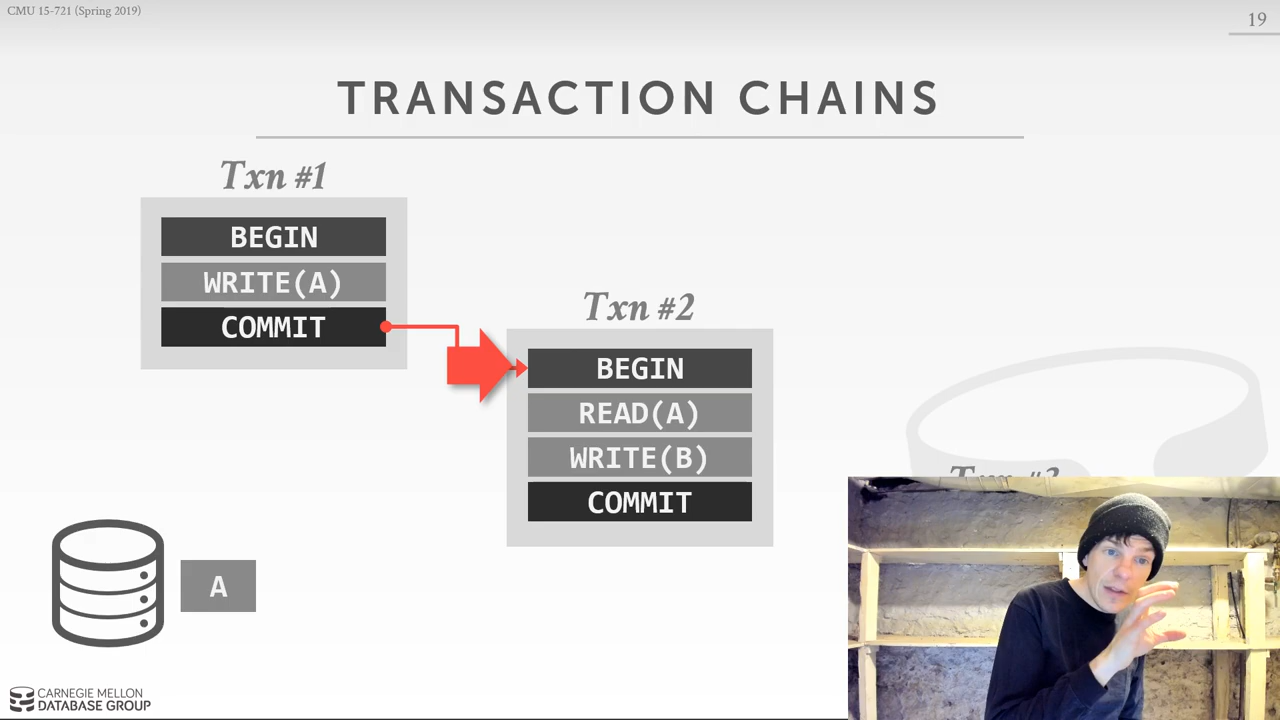 CMU 15-721 (Spring 2019)
19
TRANSACTION CHAINS
Txn #1
BEGIN
WRITE(A)
COMMIT
Txn #2
BEGIN
READ(A)
WRITE(B)
COMMIT
A
CARNEGIE MELLON
DATABASE GROUP